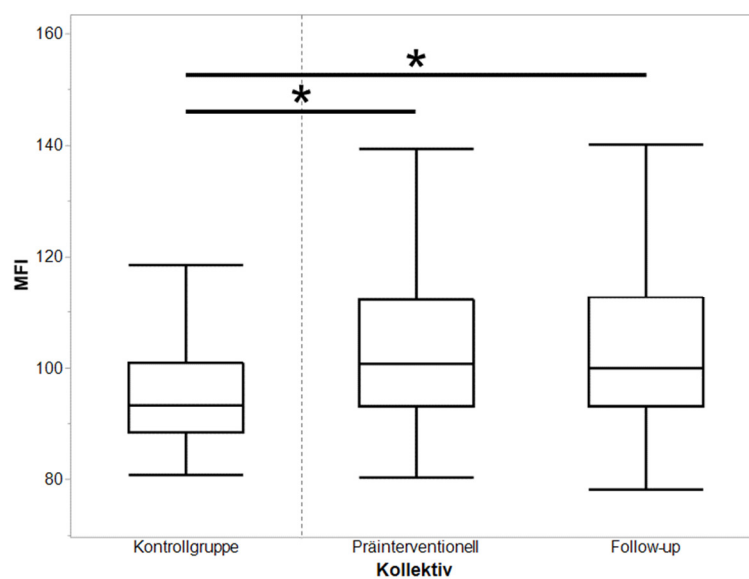 160
*
*
140
120
MFI
100
80
Kontrollgruppe Präinterventionell Follow-up
Kollektiv